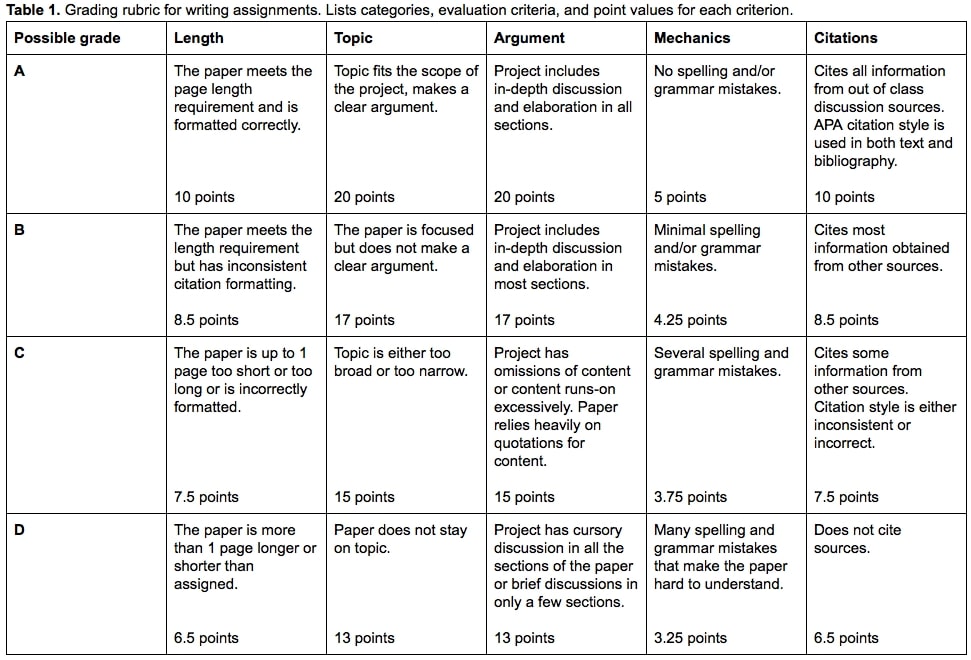 Table 1. Grading rubric for writing assignments. Lists categories, evaluation criteria, and point values for each criterion.
Possible grade Length Topic Argument Mechanics Citations
A
The paper meets the
page length
requirement and is
formatted correctly.
10 points
Topic fits the scope of
the project, makes a
clear argument.
20 points
Project includes
in-depth discussion
and elaboration in all
sections.
20 points
No spelling and/or
grammar mistakes.
5 points
Cites all information
from out of class
discussion sources.
APA citation style is
used in both text and
bibliography.
10 points
B
The paper meets the
length requirement
but has inconsistent
citation formatting.
8.5 points
The paper is focused
but does not make a
clear argument.
17 points
Project includes
in-depth discussion
and elaboration in
most sections.
17 points
Minimal spelling
and/or grammar
mistakes.
4.25 points
Cites most
information obtained
from other sources.
8.5 points
C
The paper is up to 1
page too short or too
long or is incorrectly
formatted.
7.5 points
Topic is either too
broad or too narrow.
15 points
Project has
omissions of content
or content runs-on
excessively. Paper
relies heavily on
quotations for
content.
15 points
Several spelling and
grammar mistakes.
3.75 points
Cites some
information from
other sources.
Citation style is either
inconsistent or
incorrect.
7.5 points
D
The paper is more
than 1 page longer or
shorter than
assigned.
6.5 points
Paper does not stay
on topic.
13 points
Project has cursory
discussion in all the
sections of the paper
or brief discussions in
only a few sections.
13 points
Many spelling and
grammar mistakes
that make the paper
hard to understand.
3.25 points
Does not cite
sources.
6.5 points